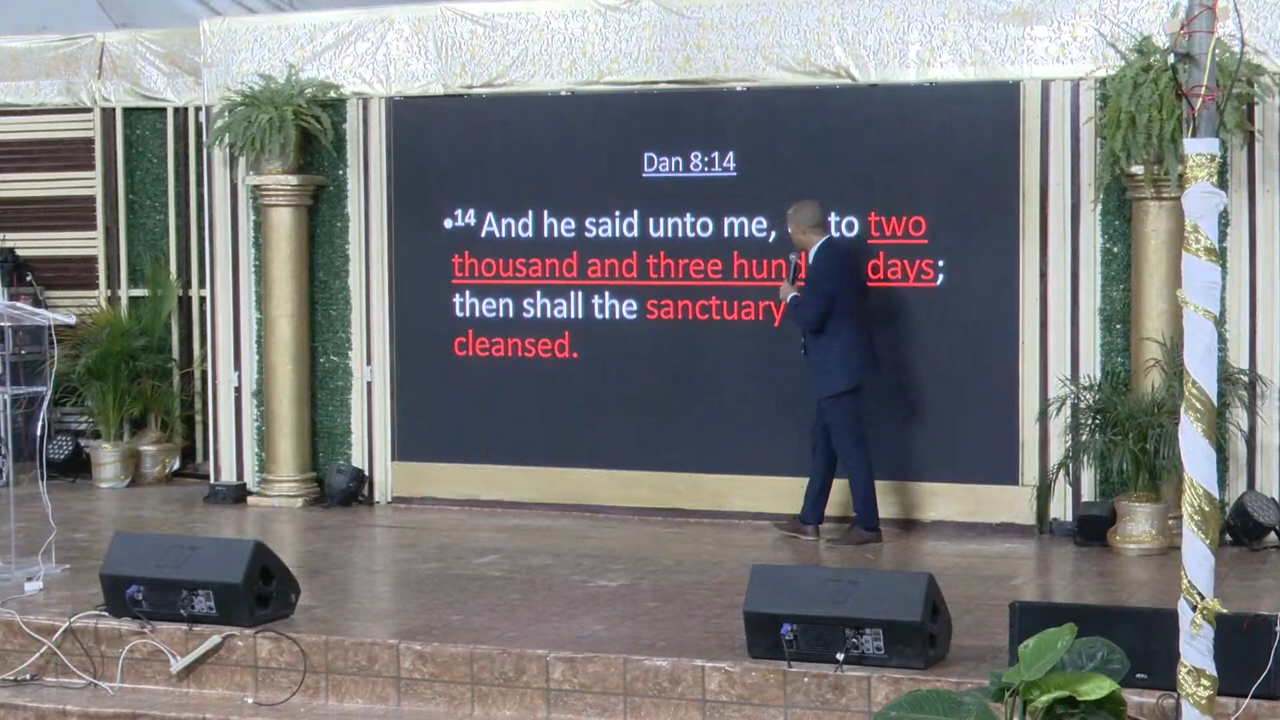 Dan 8:14
•14 And he said unto me, to two
thousand and three hund days;
then shall the sanctuary
cleansed.